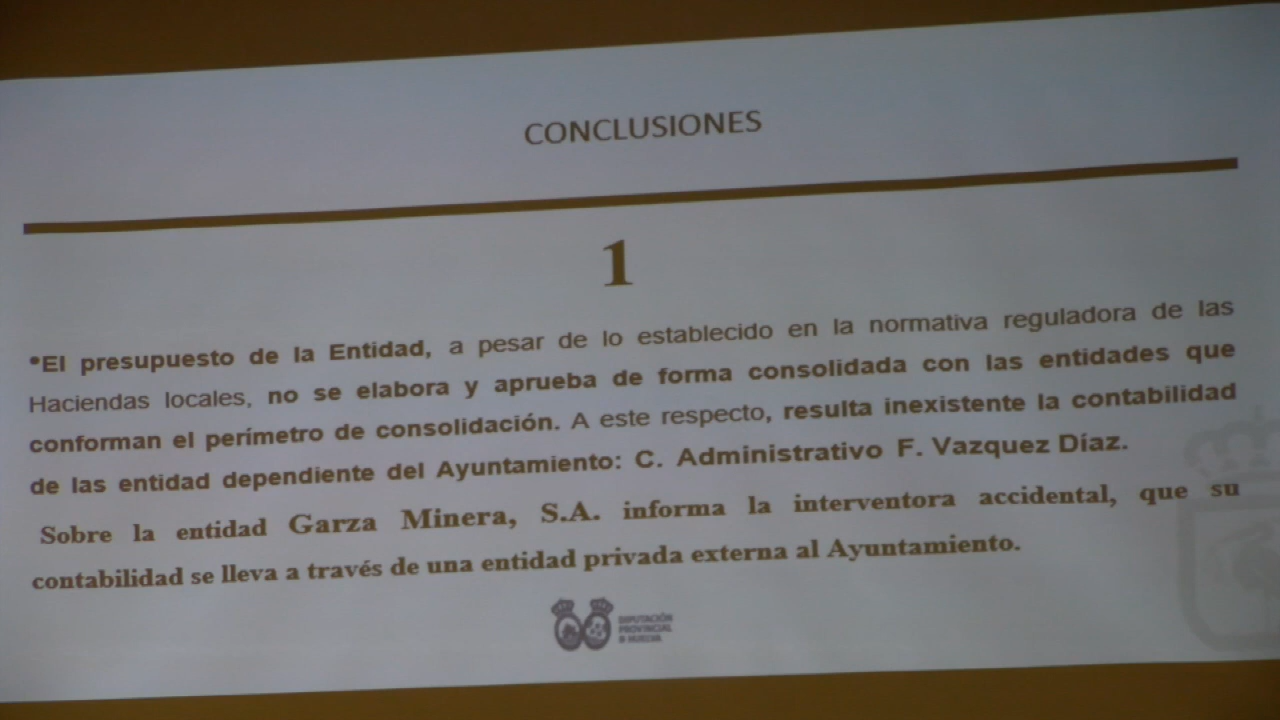 CONCLUSIONES
1
•El presupuesto de la Entidad, a pesar de lo establecido en la normativa reguladora de las
Haciendas locales, no se elabora y aprueba de forma consolidada con las entidades que
conforman el perímetro de consolidación. A este respecto, resulta inexistente la contabilidad
de las entidad dependiente del Ayuntamiento: C. Administrativo F. Vazquez Díaz.
Sobre la entidad Garza Minera, S.A. informa la interventora accidental, que su
contabilidad se lleva a través de una entidad privada externa al Ayuntamiento.
DIPUTACIÓN
PROVINCIAL
D HUELVA